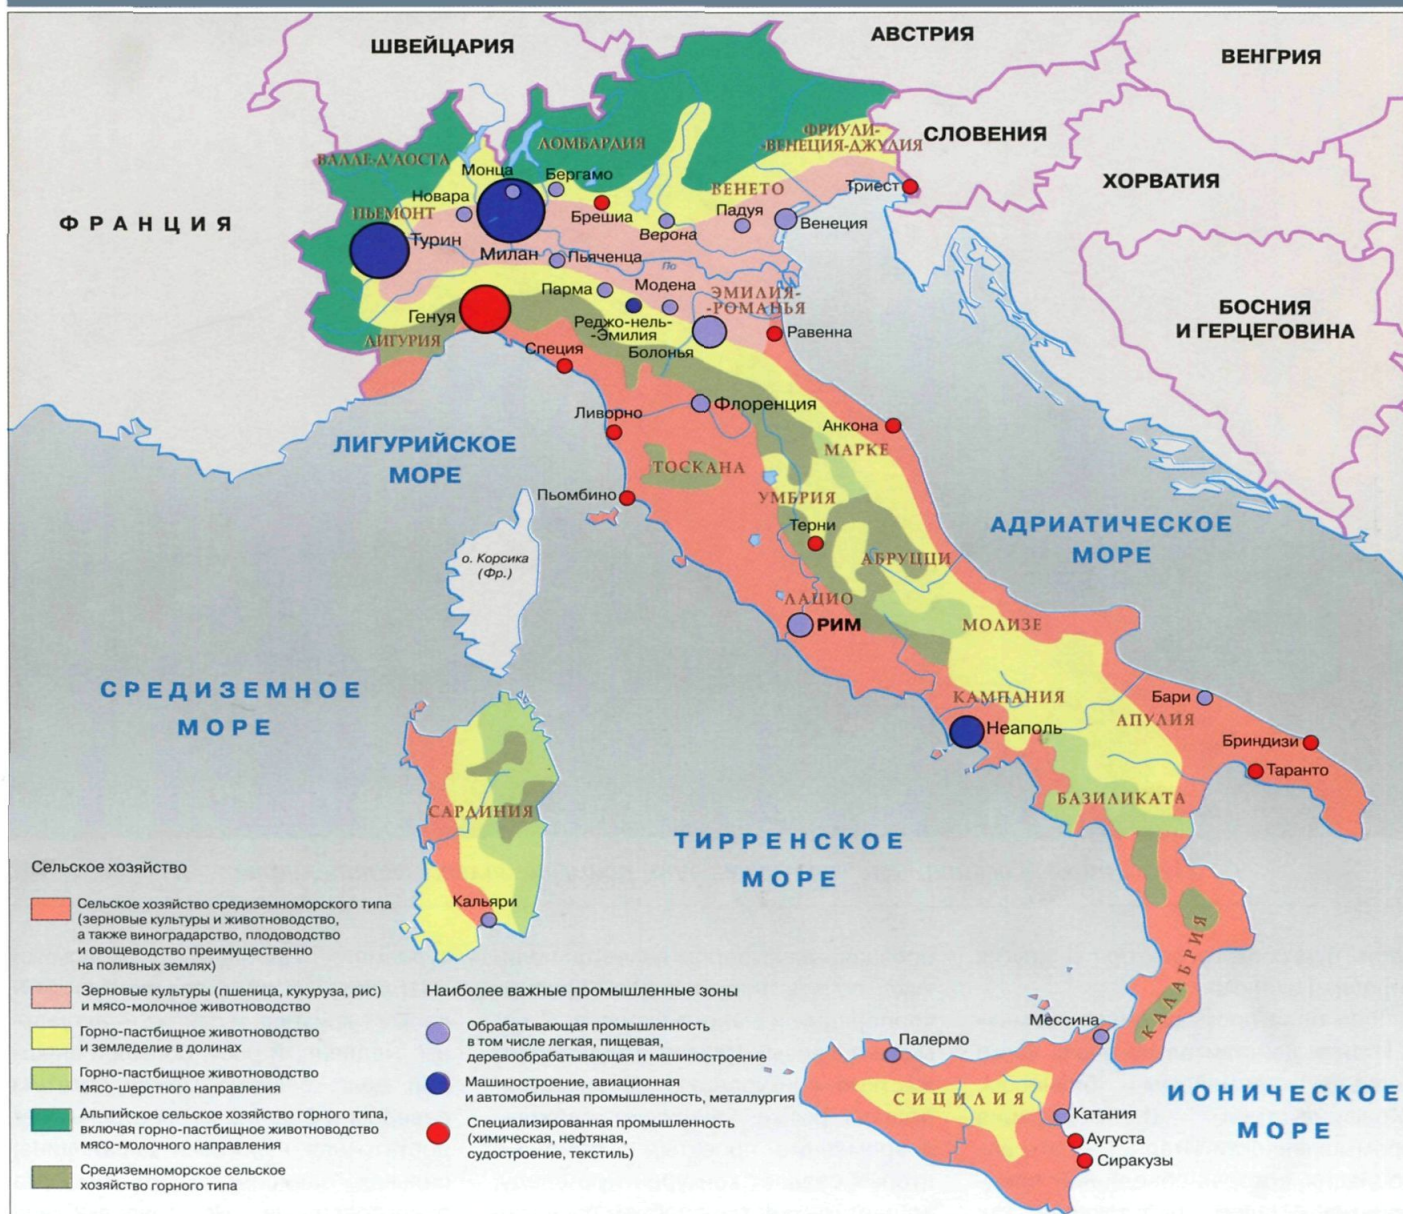 ШВЕЙЦАРИЯ
АВСТРИЯ
ВЕНГРИЯ
СЛОВЕНИЯ
ХОРВАТИЯ
БОСНИЯ
И ГЕРЦЕГОВИНА
ФРАНЦИЯ
ВАЛЛЕ-Д'АОСТА
ЛОМБАРДИЯ
ФРИУЛИ-
-ВЕНЕЦИЯ-ДЖУЛИЯ
Монца
Бергамо
Новара
ПЬЕМОНТ
Брешиа
ВЕНЕТО
Триест
Турин
Милан
Верона
Падуя
Венеция
Пьяченца
По
Парма
Модена
ЭМИЛИЯ-
-РОМАНЬЯ
Генуя
Реджо-нель-
-Эмилия
Равенна
ЛИГУРИЯ
Специя
Болонья
Ливорно
Флоренция
Анкона
МАРКЕ
ЛИГУРИЙСКОЕ
МОРЕ
ТОСКАНА
Пьомбино
УМБРИЯ
Терни
АДРИАТИЧЕСКОЕ
МОРЕ
о. Корсика
(Фр.)
АБРУЦЦИ
ЛАЦИО
РИМ
МОЛИЗЕ
СРЕДИЗЕМНОЕ
МОРЕ
КАМПАНИЯ
Неаполь
Бари
АПУЛИЯ
Бриндизи
Таранто
БАЗИЛИКАТА
САРДИНИЯ
Кальяри
ТИРРЕНСКОЕ
МОРЕ
КАЛАБРИЯ
Мессина
Палермо
СИЦИЛИЯ
Катания
Аугуста
Сиракузы
ИОНИЧЕСКОЕ
МОРЕ
Сельское хозяйство
Сельское хозяйство средиземноморского типа
(зерновые культуры и животноводство,
а также виноградарство, плодоводство
и овощеводство преимущественно
на поливных землях)
Зерновые культуры (пшеница, кукуруза, рис)
и мясо-молочное животноводство
Горно-пастбищное животноводство
и земледелие в долинах
Горно-пастбищное животноводство
мясо-шерстного направления
Альпийское сельское хозяйство горного типа,
включая горно-пастбищное животноводство
мясо-молочного направления
Средиземноморское сельское
хозяйство горного типа
Наиболее важные промышленные зоны
Обрабатывающая промышленность
в том числе легкая, пищевая,
деревообрабатывающая и машиностроение
Машиностроение, авиационная
и автомобильная промышленность, металлургия
Специализированная промышленность
(химическая, нефтяная,
судостроение, текстиль)